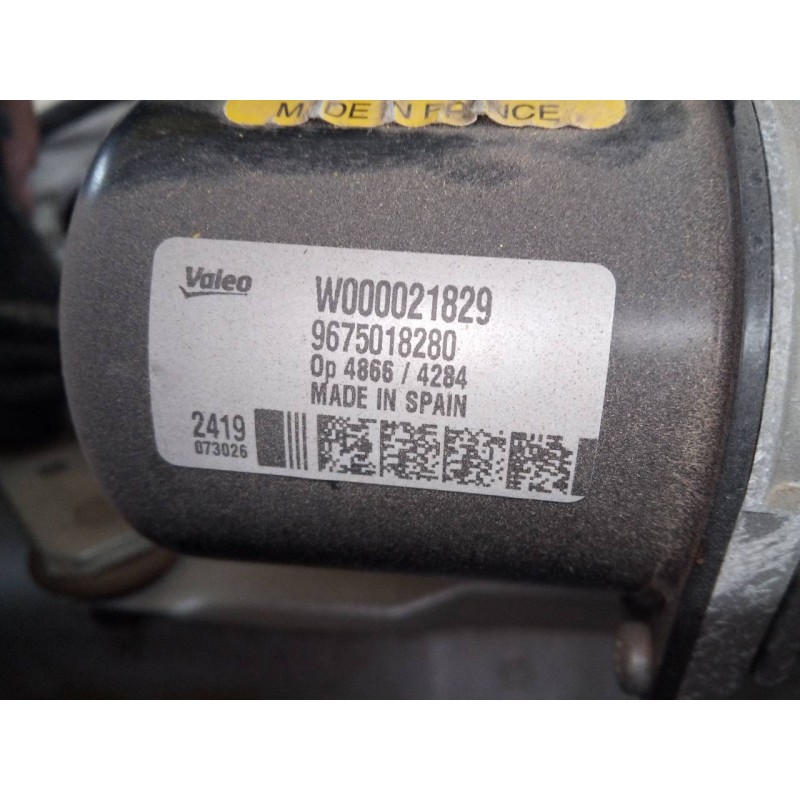 MADE IN FRANCE
Valeo
W000021829
9675018280
Op 4866 / 4284
MADE IN SPAIN
2419
073026